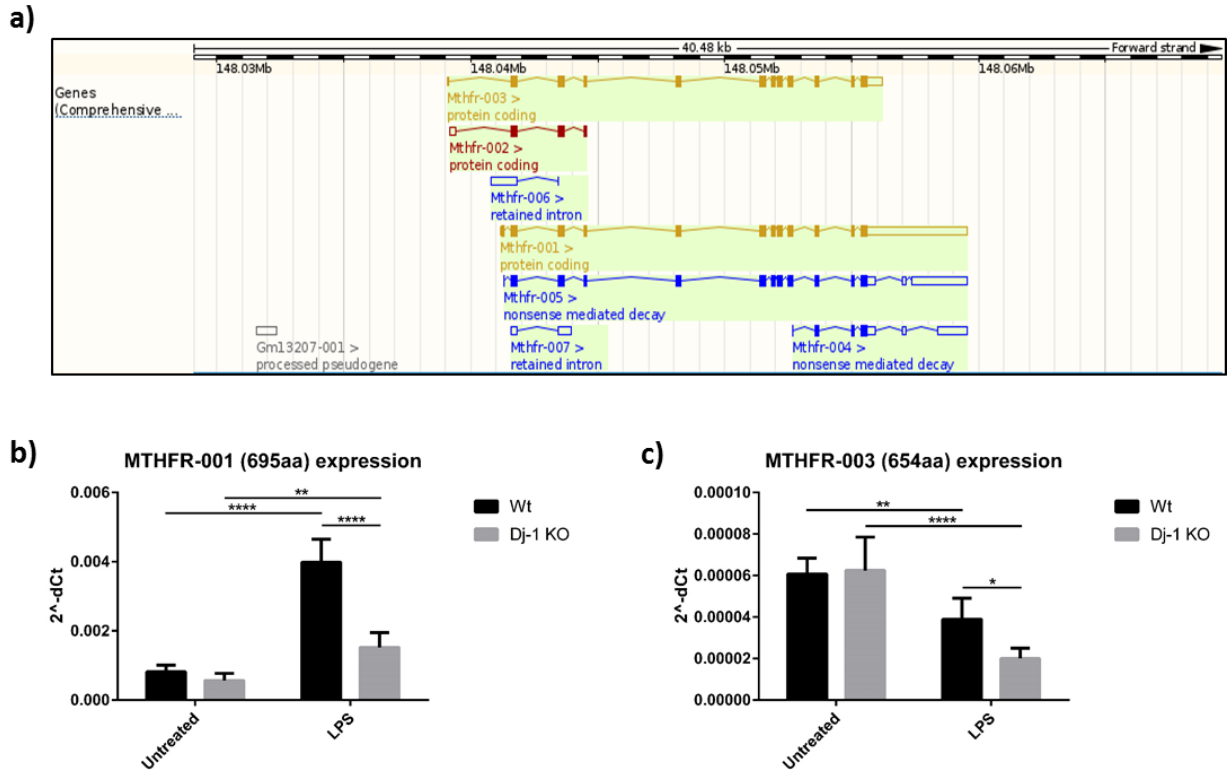 a)
40.48 kb
Forward strand
148.03Mb 148.04Mb 148.05Mb 148.06Mb
Genes
(Comprehensive ...
Mthfr-003 >
protein coding
Mthfr-002 >
protein coding
Mthfr-006 >
retained intron
Mthfr-001 >
protein coding
Mthfr-005 >
nonsense mediated decay
Gm13207-001 >
processed pseudogene
Mthfr-007 >
retained intron
Mthfr-004 >
nonsense mediated decay
b)
MTHFR-001 (695aa) expression
2^-dCt
0.006
0.004
0.002
0.000
**
****
****
Untreated
LPS
Wt
Dj-1 KO
c)
MTHFR-003 (654aa) expression
2^-dCt
0.00010
0.00008
0.00006
0.00004
0.00002
0.00000
**
****
*
Untreated
LPS
Wt
Dj-1 KO